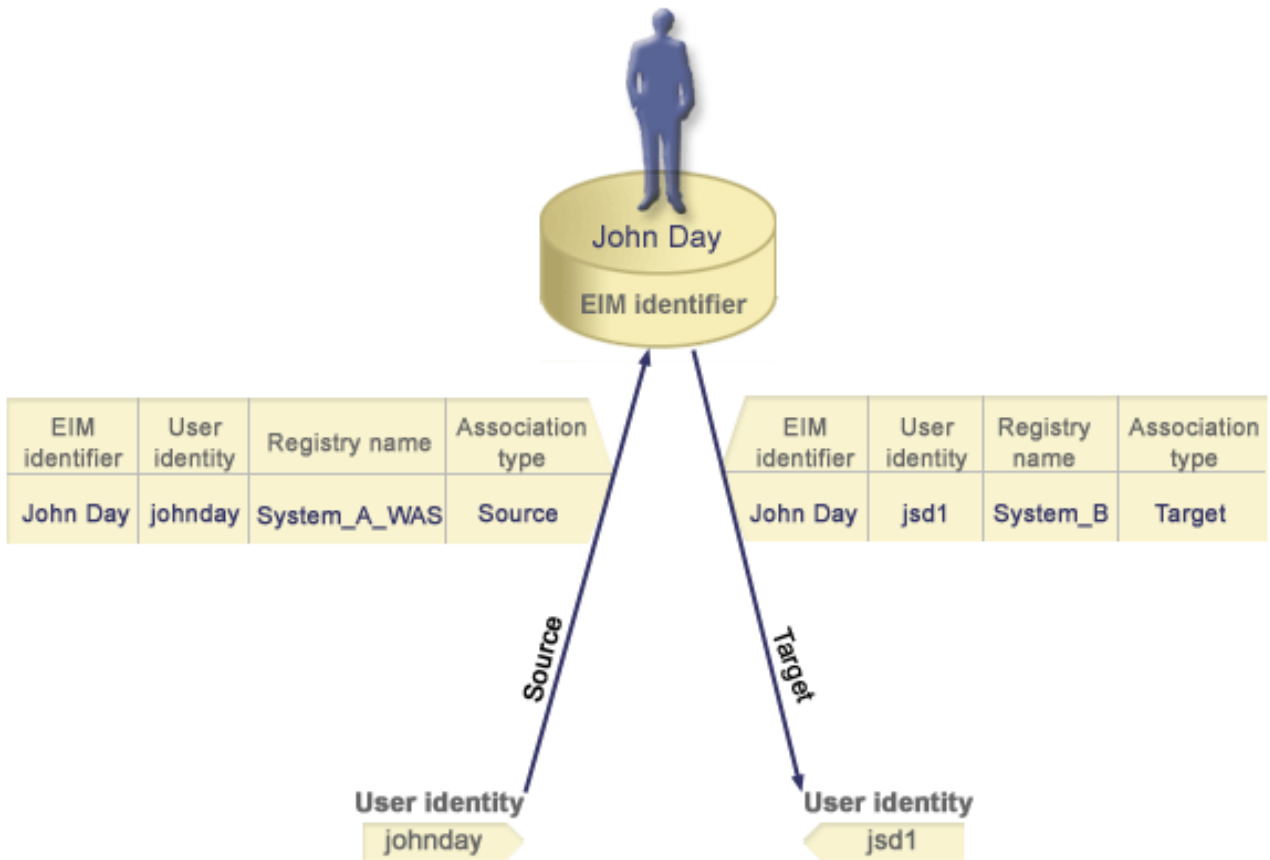 John Day
EIM identifier
EIM identifier User identity Registry name Association type
John Day johnday System_A_WAS Source
EIM identifier User identity Registry name Association type
John Day jsd1 System_B Target
Source
Target
User identity
johnday
User identity
jsd1